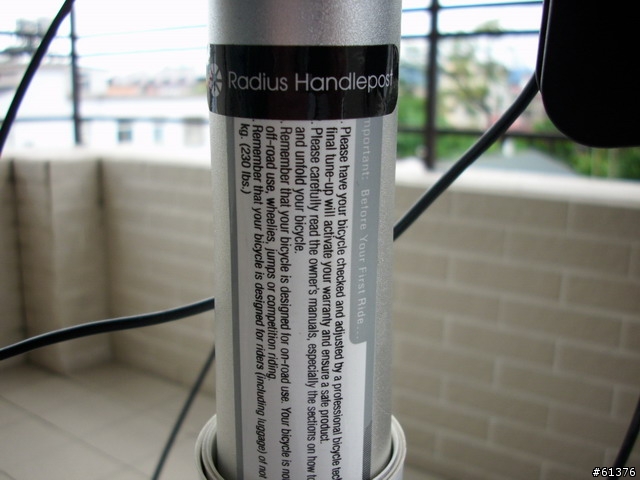 Radius Handlepost
Important: Before Your First Ride...
. Please have your bicycle checked and adjusted by a professional bicycle
final tune-up will activate your warranty and ensure a safe product.
. Please carefully read the owner's manuals, especially the sections on how
and unfold your bicycle.
. Remember that your bicycle is designed for on-road use. Your bicycle is
off-road use, wheelies, jumps or competition riding.
. Remember that your bicycle is designed for riders (including luggage) of
kg. (230 lbs.)
#61376